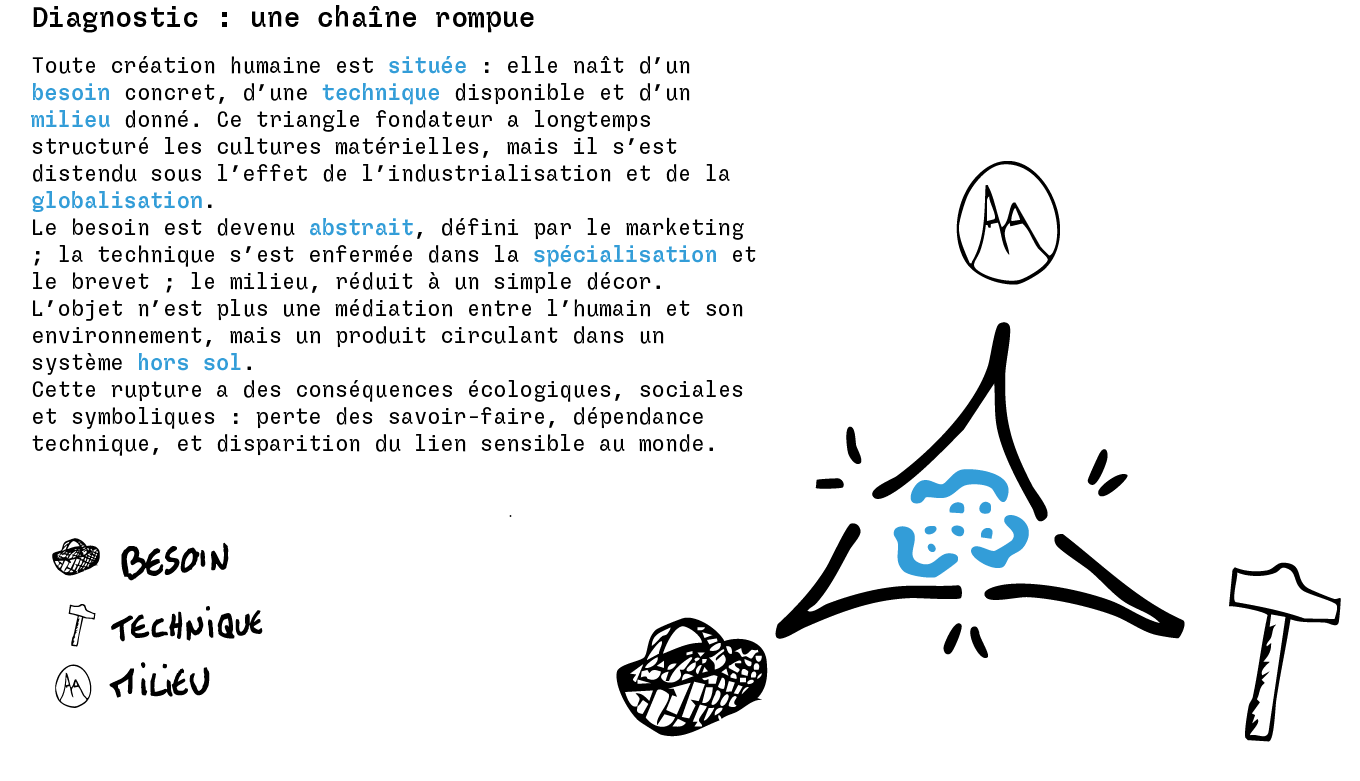 Diagnostic : une chaîne rompue
Toute création humaine est située : elle naît d’un
besoin concret, d’une technique disponible et d’un
milieu donné. Ce triangle fondateur a longtemps
structuré les cultures matérielles, mais il s’est
distendu sous l’effet de l’industrialisation et de la
globalisation.
Le besoin est devenu abstrait, défini par le marketing
; la technique s’est enfermée dans la spécialisation et
le brevet ; le milieu, réduit à un simple décor.
L’objet n’est plus une médiation entre l’humain et son
environnement, mais un produit circulant dans un
système hors sol.
Cette rupture a des conséquences écologiques, sociales
et symboliques : perte des savoir-faire, dépendance
technique, et disparition du lien sensible au monde.
BESOIN
TECHNIQUE
MILIEU